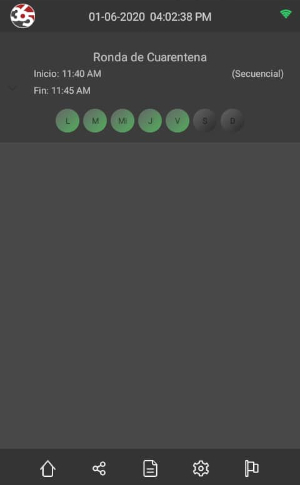 365
01-06-2020 04:02:38 PM
Ronda de Cuarentena
Inicio: 11:40 AM (Secuencial)
Fin: 11:45 AM
L M Mi J V S D